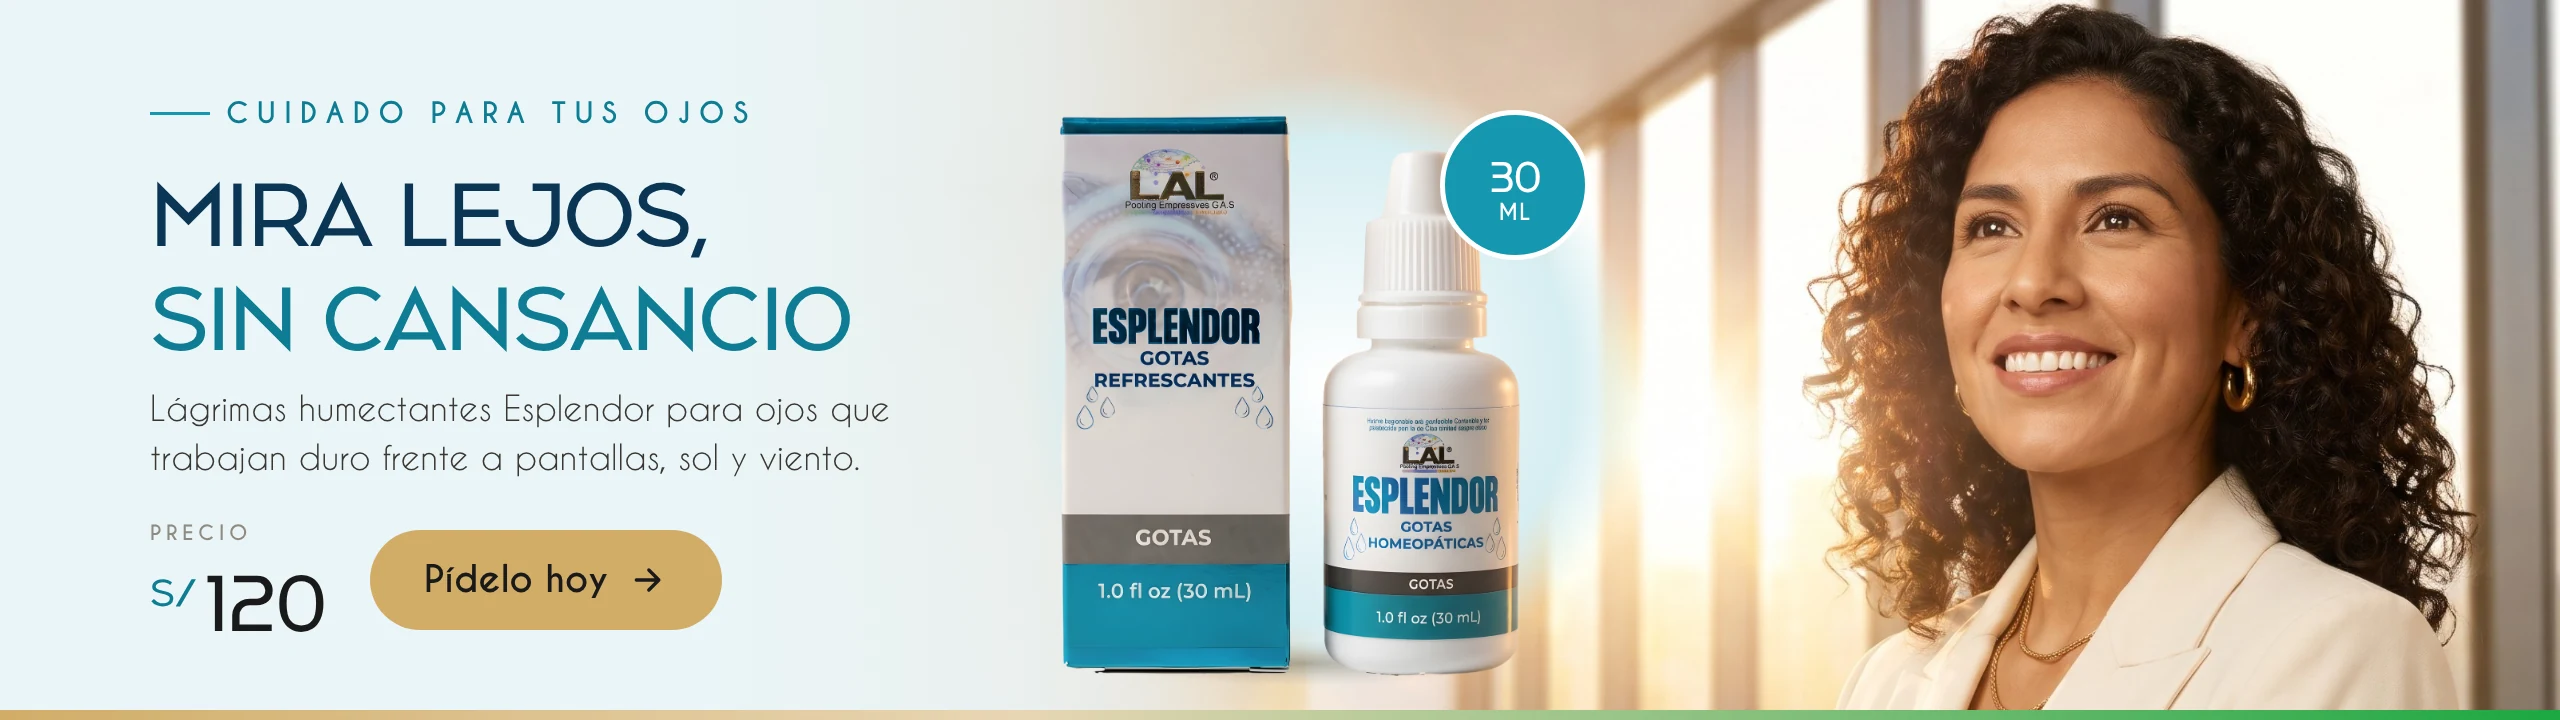 CUIDADO PARA TUS OJOS
MIRA LEJOS,
SIN CANSANCIO
Lágrimas humectantes Esplendor para ojos que
trabajan duro frente a pantallas, sol y viento.
PRECIO
S/120
Pídelo hoy →
LAL®
Pooling Empressves G.A.S
ESPLENDOR
GOTAS
REFRESCANTES
GOTAS
1.0 fl oz (30 mL)
30
ML
LAL®
ESPLENDOR
GOTAS
HOMEOPÁTICAS
GOTAS
1.0 fl oz (30 mL)